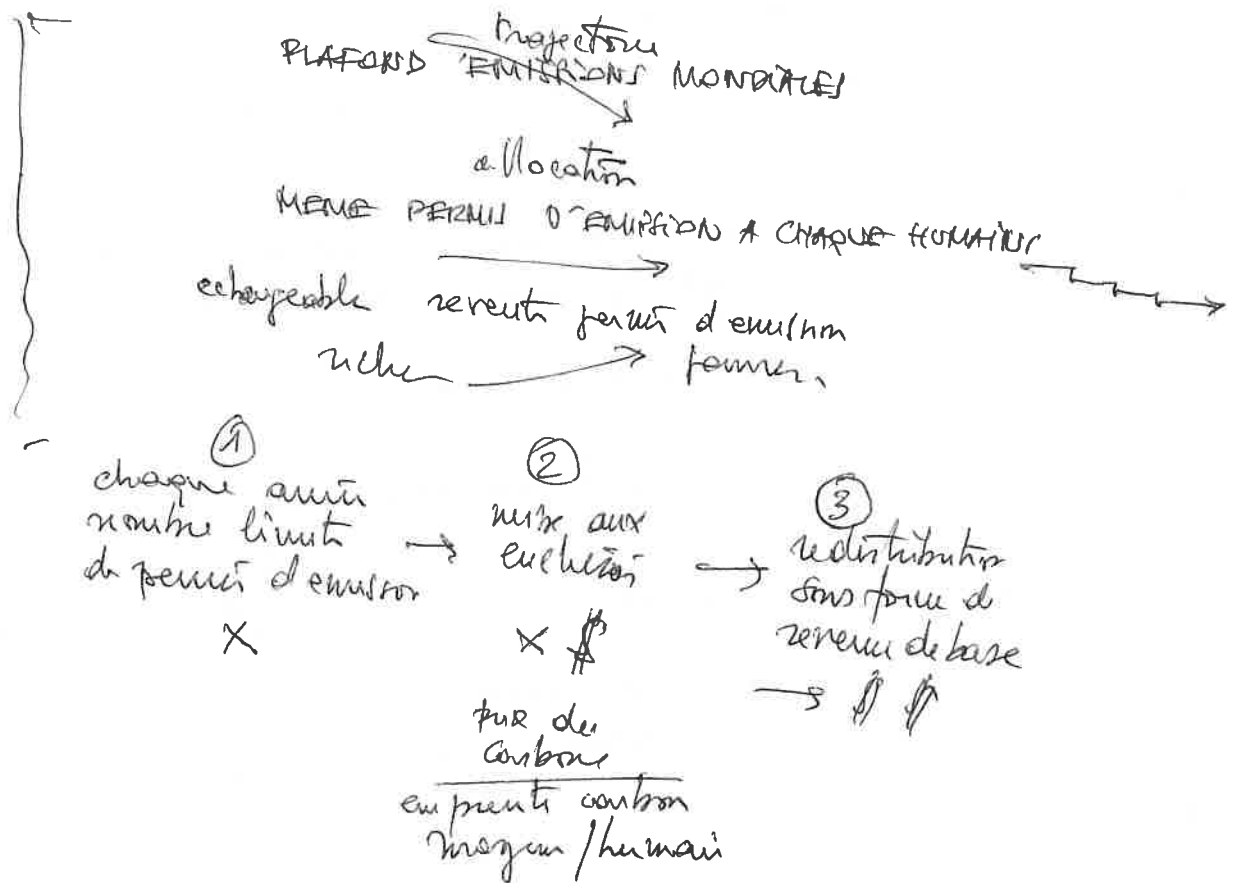 trajectoire
PLAFOND EMISSIONS MONDIALES
allocation
MEME PERMIS D'EMISSION A CHAQUE HUMAINS
echangeable revente permis d emission
riches pauvres
①
chaque année
nombre limité
de permis d'emission
X
②
mise aux
enchères
X $
prix du
Carbone
empreinte carbon
moyen / humain
③
redistribution
sous forme de
revenu de base
→ $ $